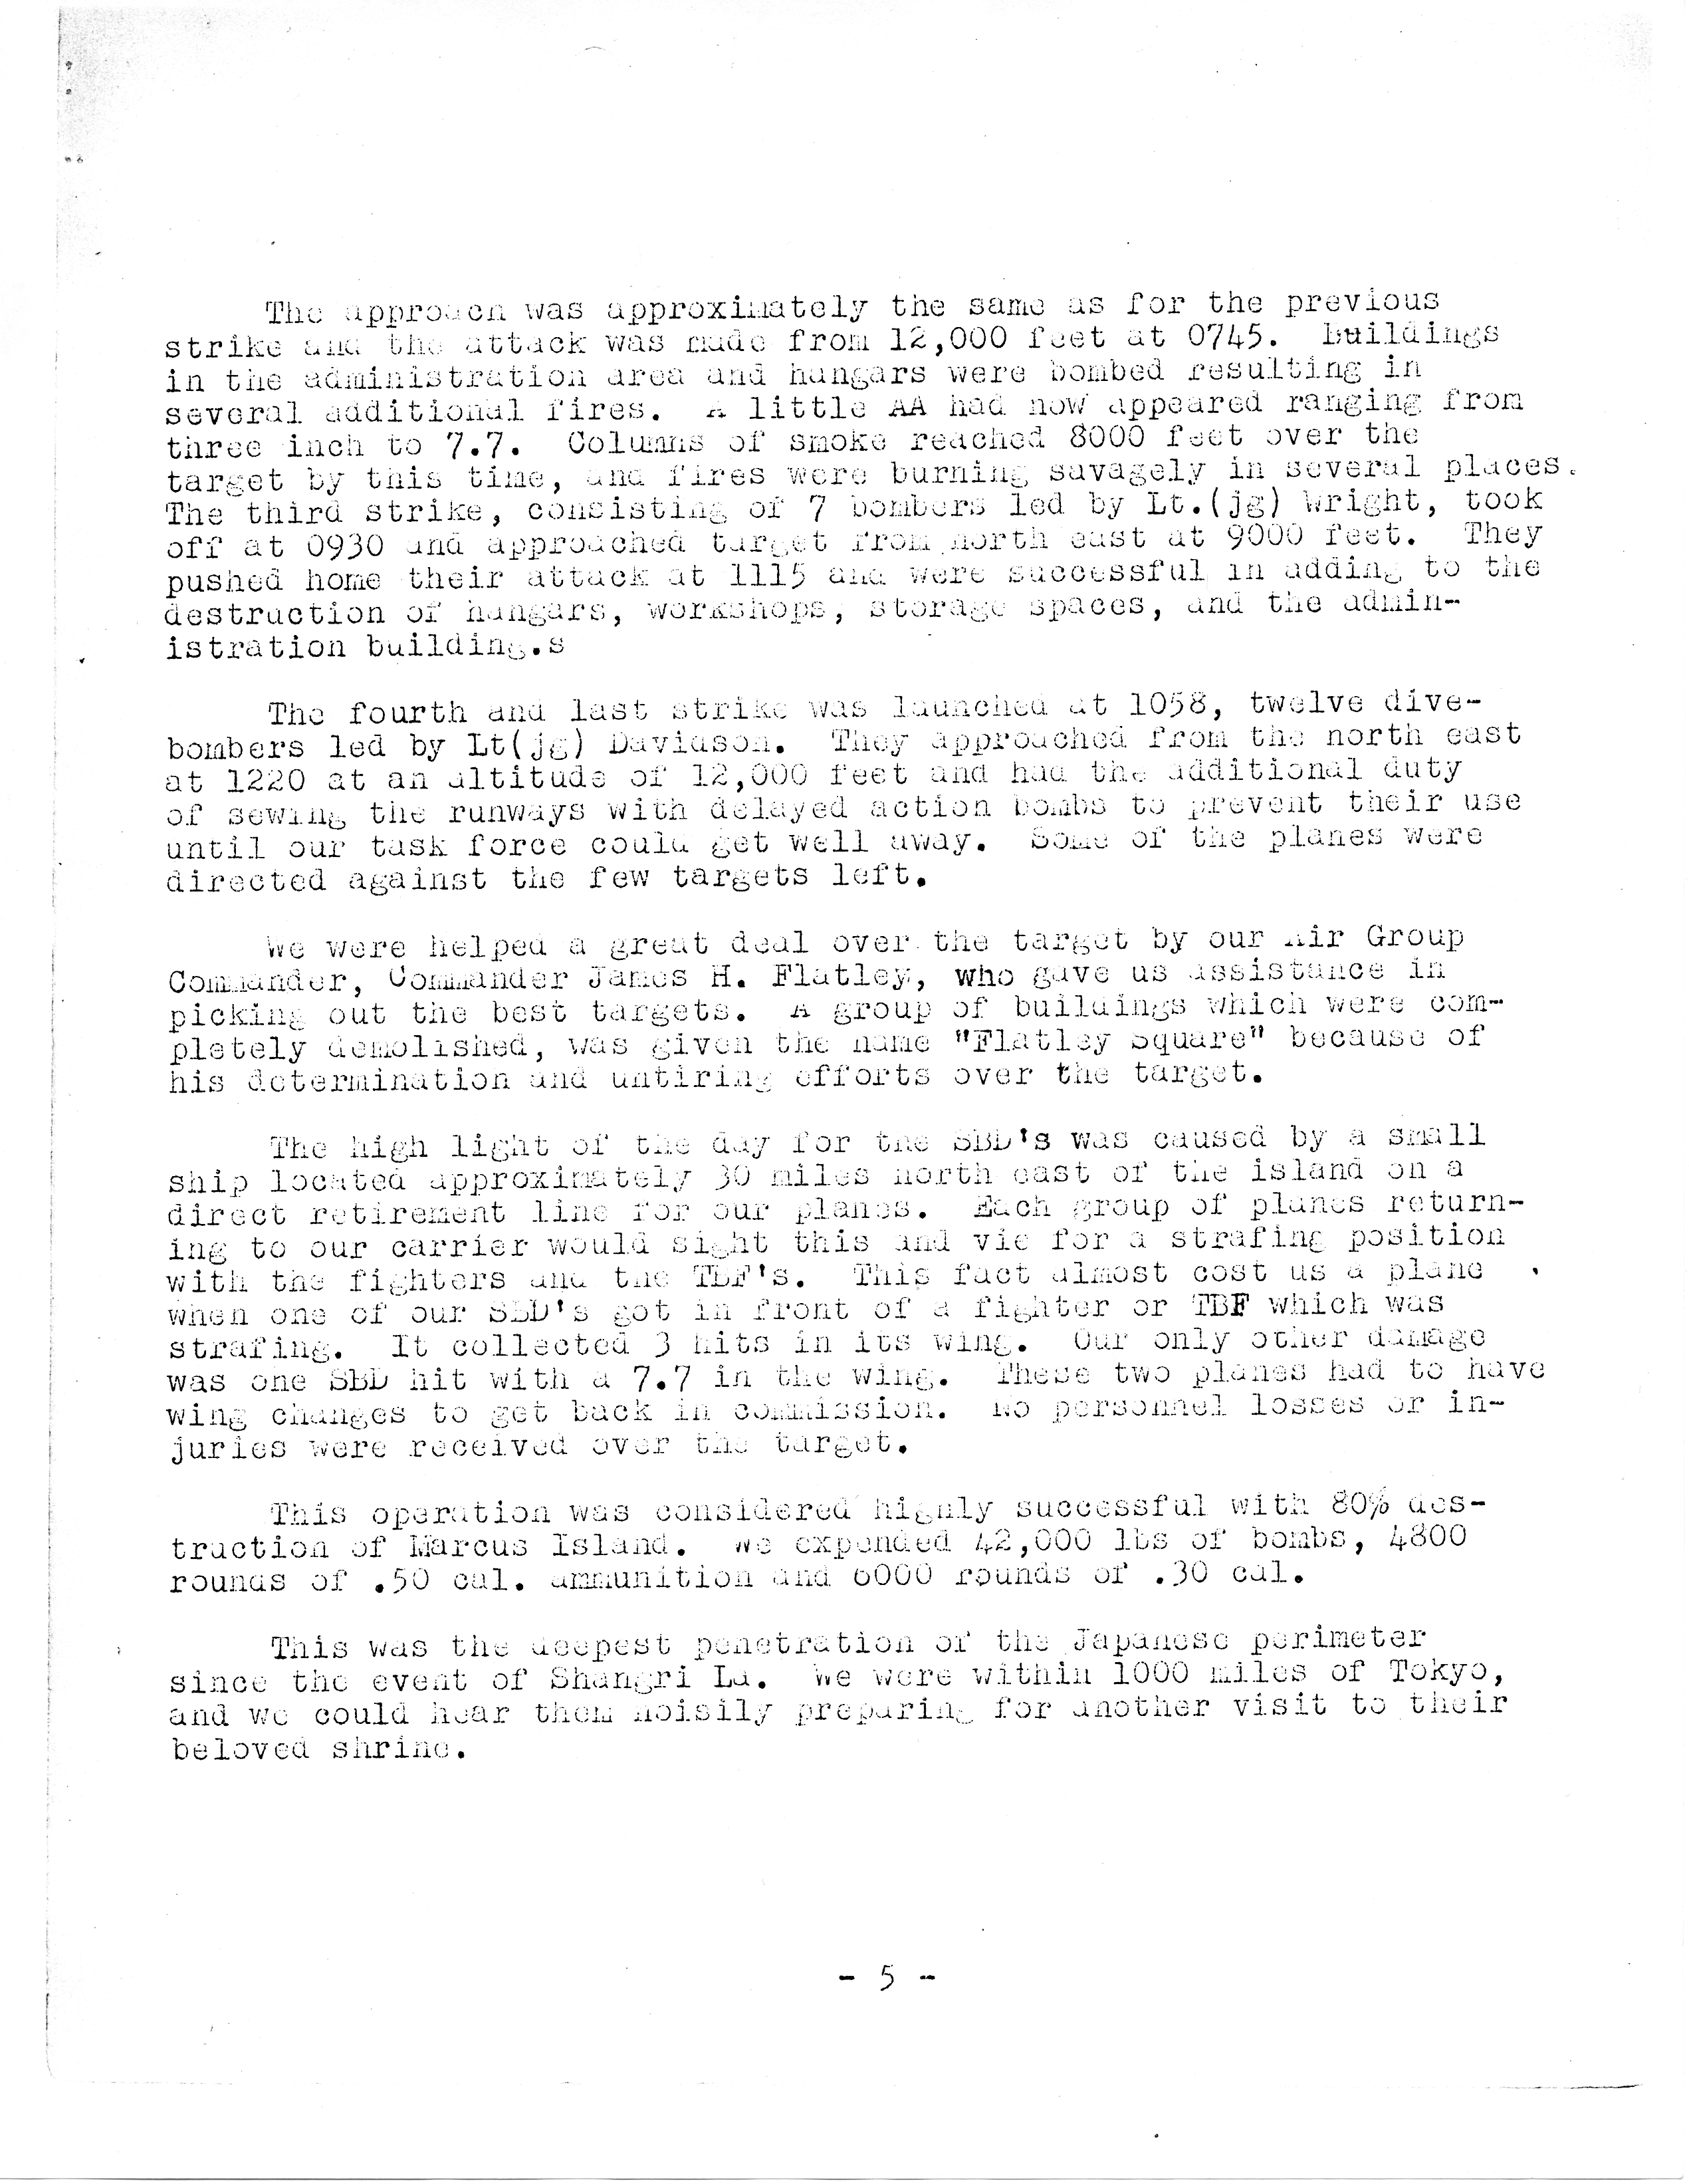 The approach was approximately the same as for the previous
strike and the attack was made from 12,000 feet at 0745.  Buildings
in the administration area and hangars were bombed resulting in
several additional fires.  A little AA had now appeared ranging from
three inch to 7.7.  Columns of smoke reached 8000 feet over the
target by this time, and fires were burning savagely in several places.
The third strike, consisting of 7 bombers led by Lt.(jg) Wright, took
off at 0930 and approached target from north east at 9000 feet.  They
pushed home their attack at 1115 and were successful in adding to the
destruction of hangars, workshops, storage spaces, and the admin-
istration building.s
The fourth and last strike was launched at 1058, twelve dive-
bombers led by Lt(jg) Davidson.  They approached from the north east
at 1220 at an altitude of 12,000 feet and had the additional duty
of sewing the runways with delayed action bombs to prevent their use
until our task force could get well away.  Some of the planes were
directed against the few targets left.
We were helped a great deal over the target by our Air Group
Commander, Commander James H. Flatley, who gave us assistance in
picking out the best targets.  A group of buildings which were com-
pletely demolished, was given the name "Flatley Square" because of
his determination and untiring efforts over the target.
The high light of the day for the SBD's was caused by a small
ship located approximately 30 miles north east of the island on a
direct retirement line for our planes.  Each group of planes return-
ing to our carrier would sight this and vie for a strafing position
with the fighters and the TBF's.  This fact almost cost us a plane
when one of our SBD's got in front of a fighter or TBF which was
strafing.  It collected 3 hits in its wing.  Our only other damage
was one SBD hit with a 7.7 in the wing.  These two planes had to have
wing changes to get back in commission.  No personnel losses or in-
juries were received over the target.
This operation was considered highly successful with 80% des-
truction of Marcus Island.  We expended 42,000 lbs of bombs, 4800
rounds of .50 cal. ammunition and 6000 rounds of .30 cal.
This was the deepest penetration of the Japanese perimeter
since the event of Shangri La.  We were within 1000 miles of Tokyo,
and we could hear them noisily preparing for another visit to their
beloved shrine.
- 5 -